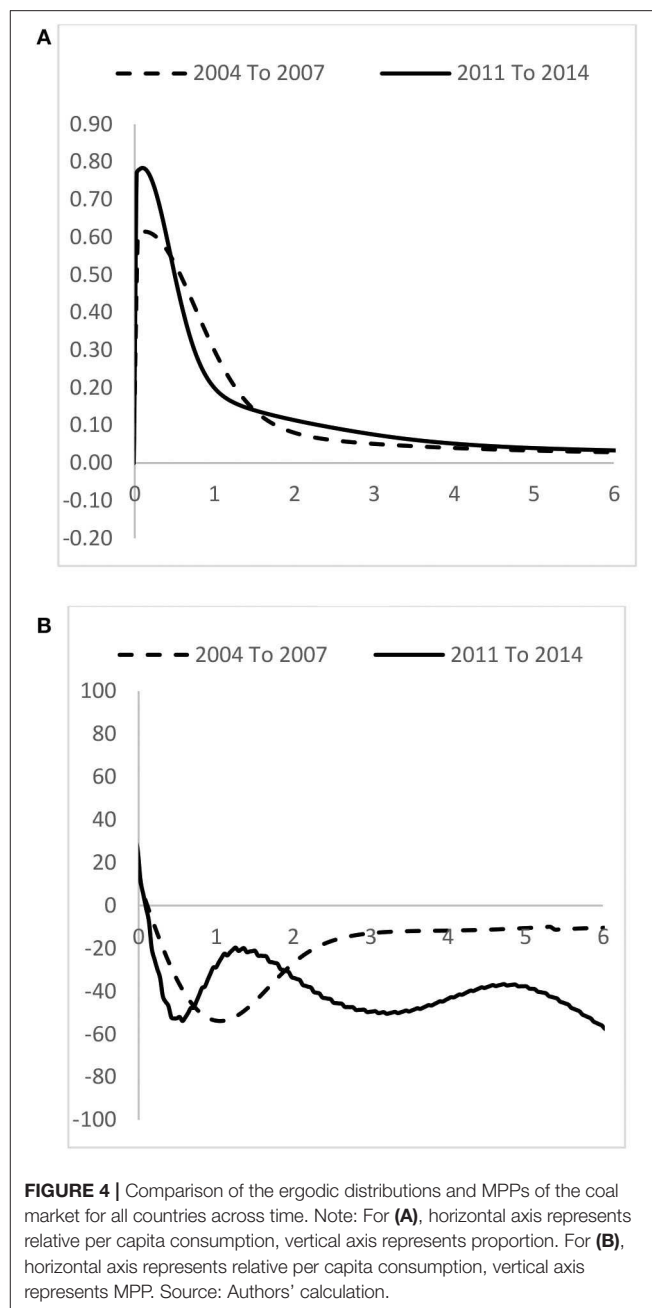 A
2004 To 2007 2011 To 2014
0.90
0.80
0.70
0.60
0.50
0.40
0.30
0.20
0.10
0.00
0 1 2 3 4 5 6
-0.10
-0.20
B
2004 To 2007 2011 To 2014
100
80
60
40
20
0
0 1 2 3 4 5 6
-20
-40
-60
-80
-100
FIGURE 4 | Comparison of the ergodic distributions and MPPs of the coal
market for all countries across time. Note: For (A), horizontal axis represents
relative per capita consumption, vertical axis represents proportion. For (B),
horizontal axis represents relative per capita consumption, vertical axis
represents MPP. Source: Authors' calculation.